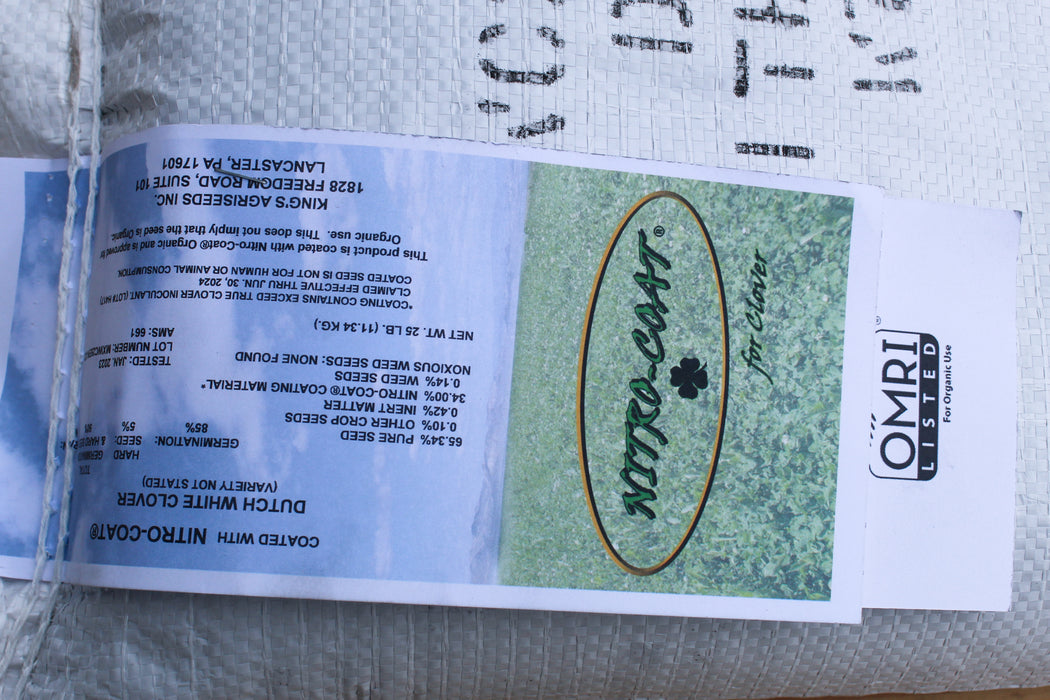 COATED WITH NITRO-COAT®
DUTCH WHITE CLOVER
(VARIETY NOT STATED)
65.34% PURE SEED
0.10% OTHER CROP SEEDS
0.42% INERT MATTER
34.00% NITRO-COAT® COATING MATERIAL*
0.14% WEED SEEDS
NOXIOUS WEED SEEDS: NONE FOUND
GERMINATION: 85%
HARD SEED: 5%
TOTAL
& HARD
90%
TESTED: JAN. 2023
LOT NUMBER:
AMS: 661
NET WT. 25 LB. (11.34 KG.)
*COATING CONTAINS EXCEED TRUE CLOVER INOCULANT (LOT# H417)
CLAIMED EFFECTIVE THRU JUN. 30, 2024
COATED SEED IS NOT FOR HUMAN OR ANIMAL CONSUMPTION.
This product is coated with Nitro-Coat® Organic and is approved for
Organic use. This does not imply that the seed is Organic.
KING'S AGRISEEDS INC.
1828 FREEDOM ROAD, SUITE 101
LANCASTER, PA 17601
NITRO-COAT®
for Clover
OMRI
LISTED
For Organic Use